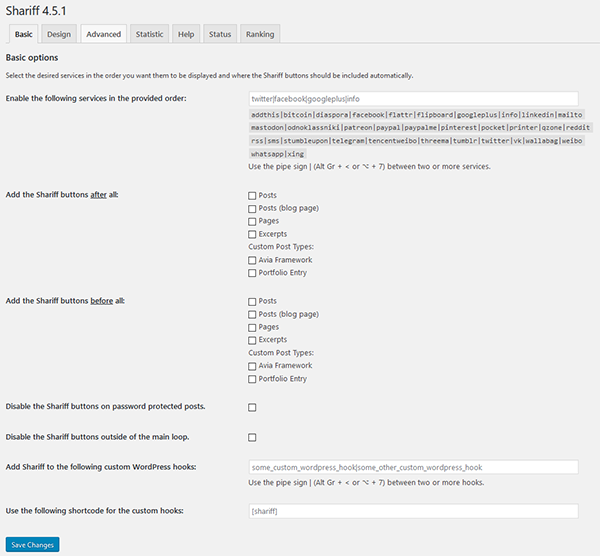 Shariff 4.5.1
Basic Design Advanced Statistic Help Status Ranking
Basic options
Select the desired services in the order you want them to be displayed and where the Shariff buttons should be included automatically.
Enable the following services in the provided order:
twitter|facebook|googleplus|info
addthis|bitcoin|diaspora|facebook|flattr|flipboard|googleplus|info|linkedin|mailto
mastodon|odnoklassniki|patreon|paypal|paypalme|pinterest|pocket|printer|qzone|reddit
rss|sms|stumbleupon|telegram|tencentweibo|threema|tumblr|twitter|vk|wallabag|weibo
whatsapp|xing
Use the pipe sign | (Alt Gr + < or ⌥ + 7) between two or more services.
Add the Shariff buttons after all:
Posts
Posts (blog page)
Pages
Excerpts
Custom Post Types:
Avia Framework
Portfolio Entry
Add the Shariff buttons before all:
Posts
Posts (blog page)
Pages
Excerpts
Custom Post Types:
Avia Framework
Portfolio Entry
Disable the Shariff buttons on password protected posts.
Disable the Shariff buttons outside of the main loop.
Add Shariff to the following custom WordPress hooks:
some_custom_wordpress_hook|some_other_custom_wordpress_hook
Use the pipe sign | (Alt Gr + < or ⌥ + 7) between two or more hooks.
Use the following shortcode for the custom hooks:
[shariff]
Save Changes